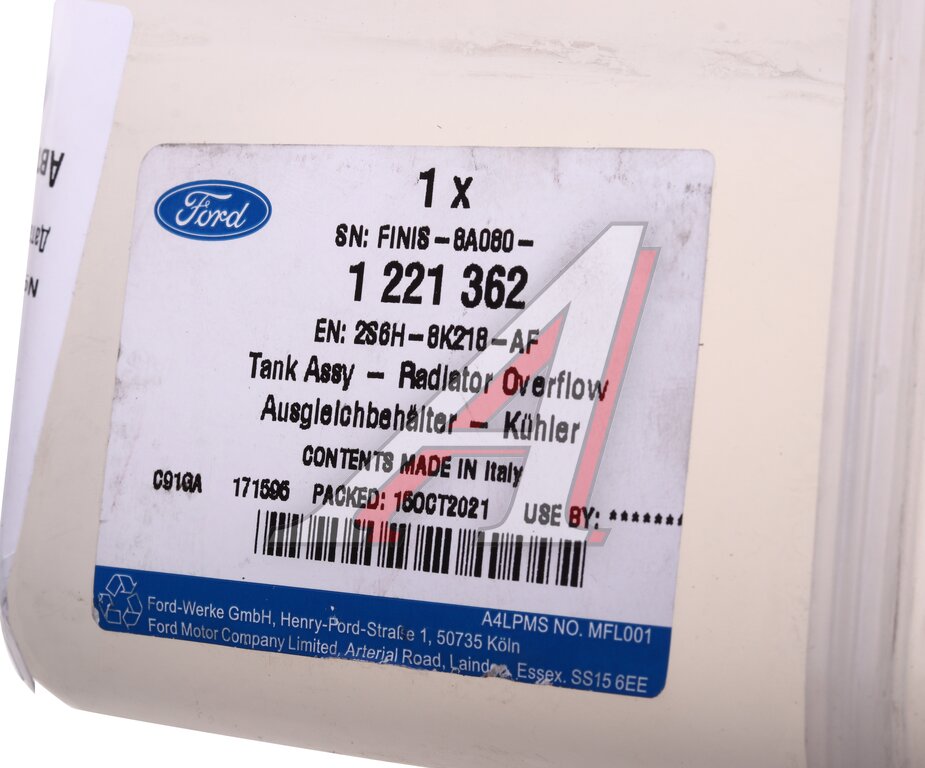 Ford
1 x
SN: FINIS-8A080-
1 221 362
EN: 2S6H-8K218-AF
Tank Assy - Radiator Overflow
Ausgleichbehälter - Kühler
CONTENTS MADE IN Italy
C91GA 171595 PACKED: 15OCT2021 USE BY: *******
A4LPMS NO. MFL001
Ford-Werke GmbH, Henry-Ford-Straße 1, 50735 Köln
Ford Motor Company Limited, Arterial Road, Laindon, Essex. SS15 6EE